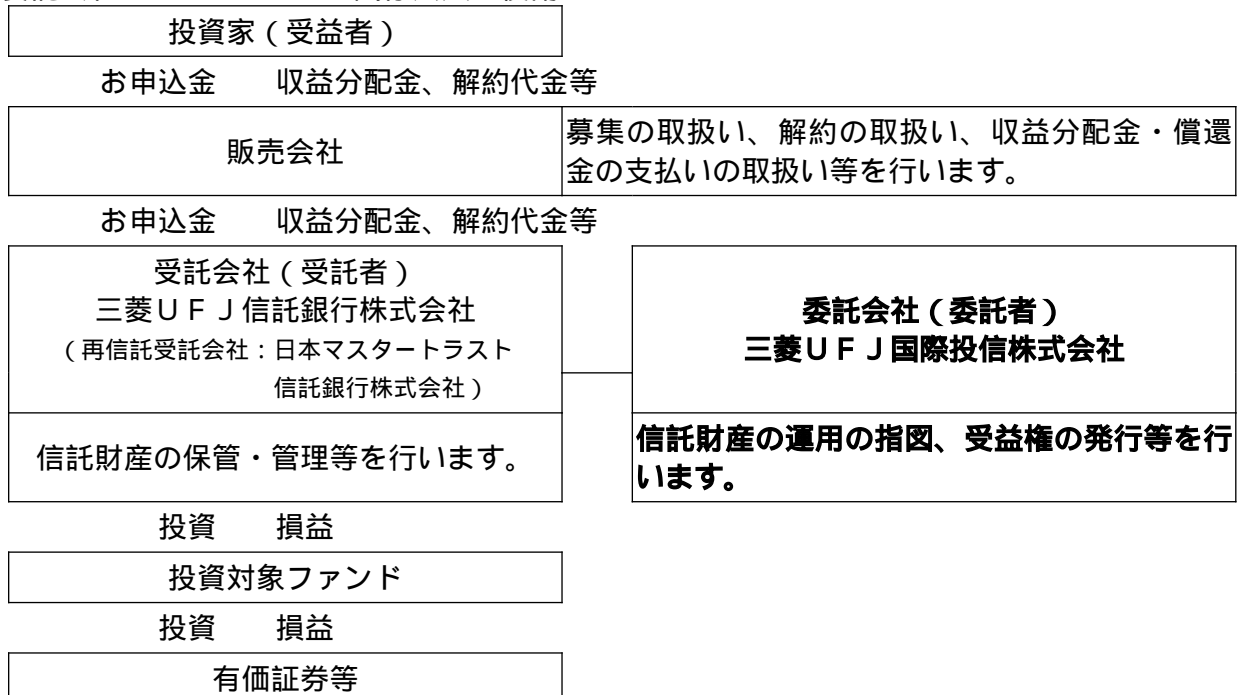 投資家（受益者）
お申込金　　収益分配金、解約代金等
販売会社
募集の取扱い、解約の取扱い、収益分配金・償還
金の支払いの取扱い等を行います。
お申込金　　収益分配金、解約代金等
受託会社（受託者）
三菱ＵＦＪ信託銀行株式会社
（再信託受託会社：日本マスタートラスト
信託銀行株式会社）
委託会社（委託者）
三菱ＵＦＪ国際投信株式会社
信託財産の保管・管理等を行います。
信託財産の運用の指図、受益権の発行等を行
います。
投資　　損益
投資対象ファンド
投資　　損益
有価証券等